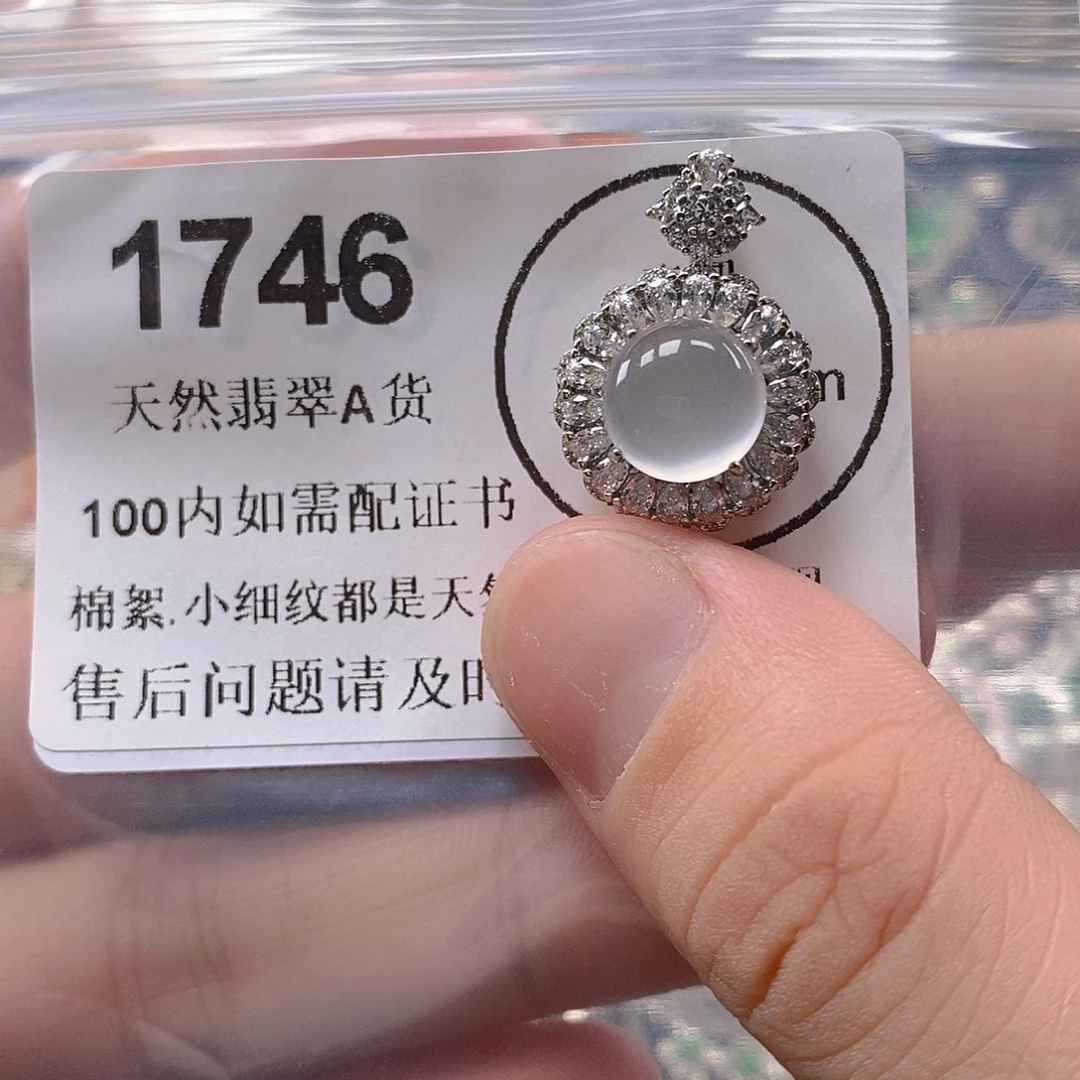 1746
天然翡翠A货
100内如需配证书
棉絮.小细纹都是天
售后问题请及
n